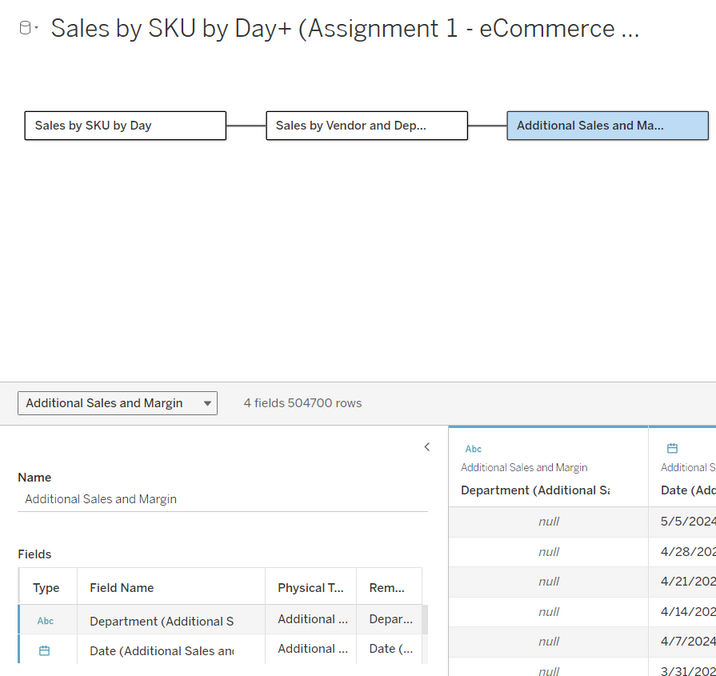 Sales by SKU by Day+ (Assignment 1 - eCommerce ...
Sales by SKU by Day
Sales by Vendor and Dep...
Additional Sales and Ma...
Additional Sales and Margin
4 fields 504700 rows
Name
Additional Sales and Margin
Fields
Type Field Name Physical T... Rem...
Abc Department (Additional S Additional ... Depar...
Date (Additional Sales and Additional ... Date (...
Abc
Additional Sales and Margin Additional S
Department (Additional Sa Date (Add
null 5/5/2024
null 4/28/202
null 4/21/202
null 4/14/202
null 4/7/2024
null 3/31/202